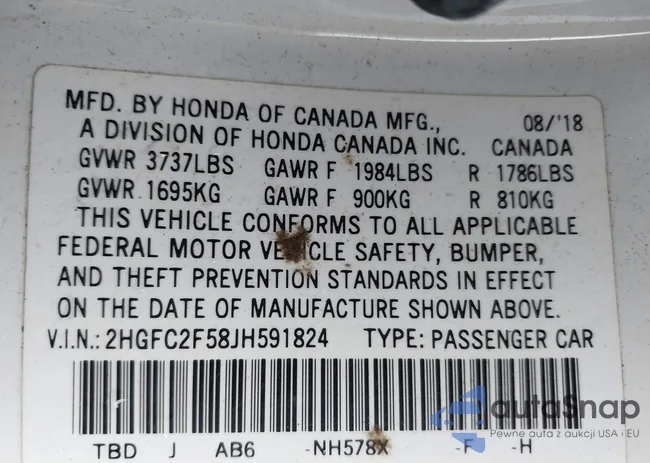 MFD. BY HONDA OF CANADA MFG., 08/'18
A DIVISION OF HONDA CANADA INC. CANADA
GVWR 3737LBS GAWR F 1984LBS R 1786LBS
GVWR 1695KG GAWR F 900KG R 810KG
THIS VEHICLE CONFORMS TO ALL APPLICABLE
FEDERAL MOTOR VEHICLE SAFETY, BUMPER,
AND THEFT PREVENTION STANDARDS IN EFFECT
ON THE DATE OF MANUFACTURE SHOWN ABOVE.
V.I.N.: 2HGFC2F58JH591824 TYPE: PASSENGER CAR
autoSnap
Pewne auta z aukcji USA i EU
TBD J AB6 -NH578X -F -H